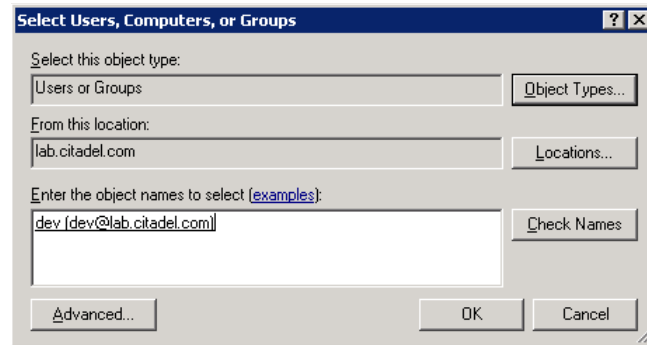 Select Users, Computers, or Groups
Select this object type:
Users or Groups
Object Types...
From this location:
lab.citadel.com
Locations...
Enter the object names to select (examples):
dev (dev@lab.citadel.com)
Check Names
Advanced...
OK
Cancel